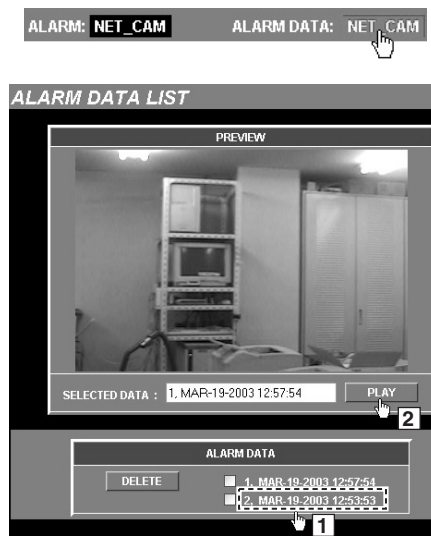 ALARM: NET_CAM ALARM DATA: NET_CAM
ALARM DATA LIST
PREVIEW
SELECTED DATA : 1, MAR-19-2003 12:57:54 PLAY
2
ALARM DATA
DELETE 1, MAR-19-2003 12:57:54
2, MAR-19-2003 12:53:53
1